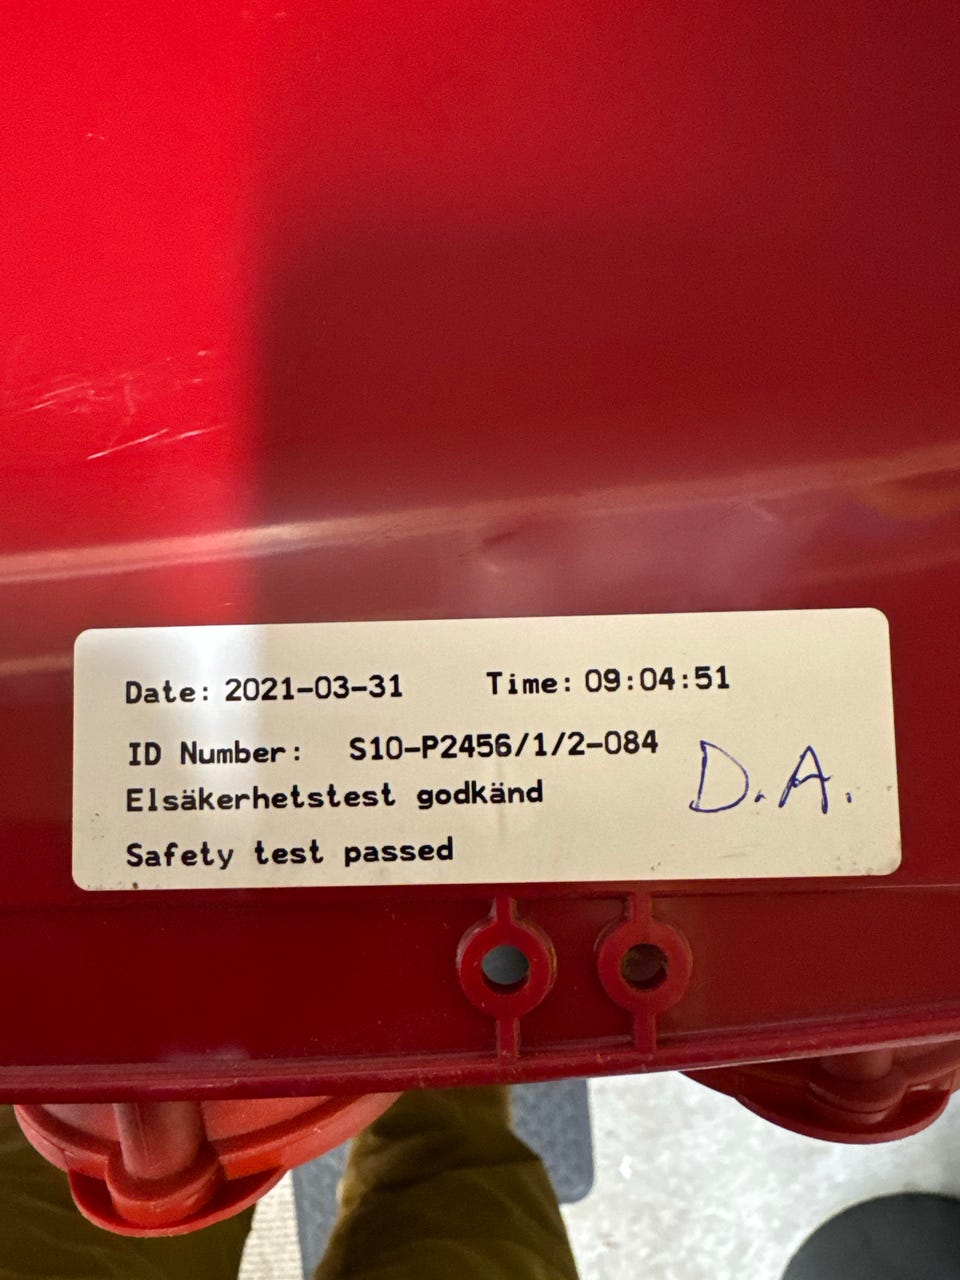 Date: 2021-03-31 Time: 09:04:51
ID Number: S10-P2456/1/2-084
Elsäkerhetstest godkänd
D.A.
Safety test passed